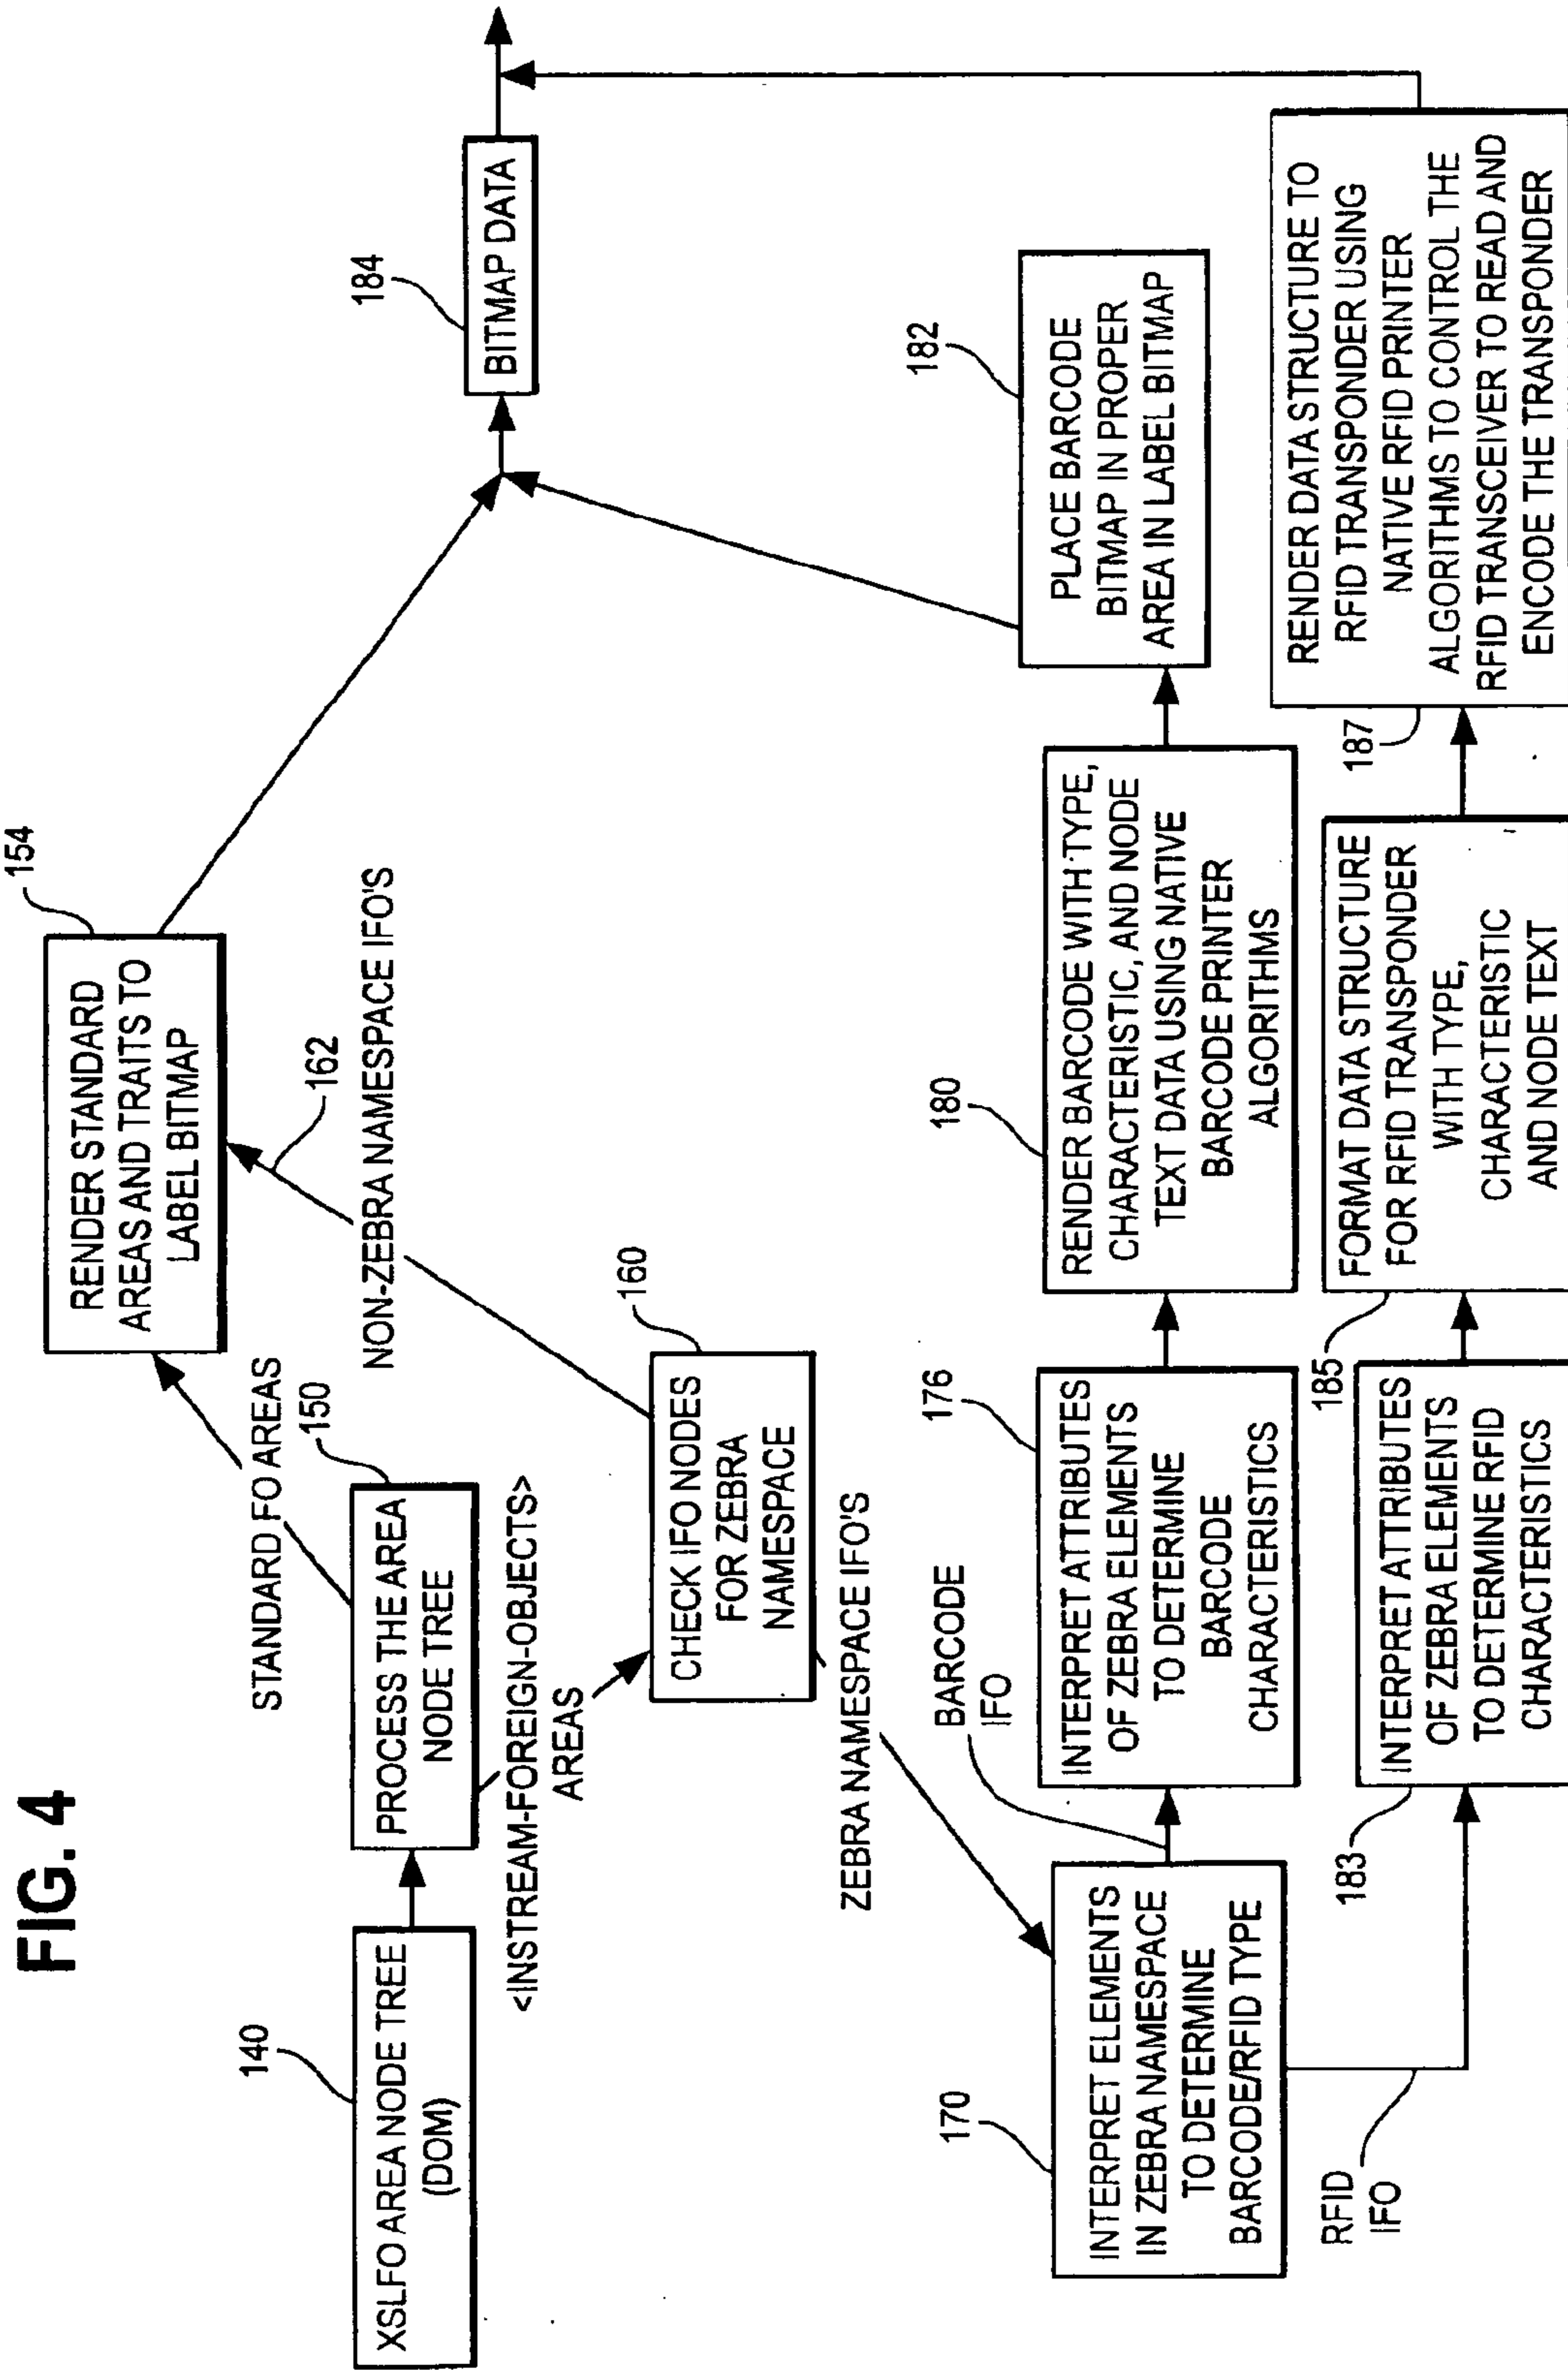 FIG. 4
140
XSLFO AREA NODE TREE
(DOM)
150
PROCESS THE AREA
NODE TREE
STANDARD FO AREAS
154
RENDER STANDARD
AREAS AND TRAITS TO
LABEL BITMAP
<INSTREAM-FOREIGN-OBJECTS>
AREAS
160
CHECK IFO NODES
FOR ZEBRA
NAMESPACE
162
NON-ZEBRA NAMESPACE IFO'S
184
BITMAP DATA
ZEBRA NAMESPACE IFO'S
170
INTERPRET ELEMENTS
IN ZEBRA NAMESPACE
TO DETERMINE
BARCODE/RFID TYPE
BARCODE
IFO
176
INTERPRET ATTRIBUTES
OF ZEBRA ELEMENTS
TO DETERMINE
BARCODE
CHARACTERISTICS
180
RENDER BARCODE WITH TYPE,
CHARACTERISTIC, AND NODE
TEXT DATA USING NATIVE
BARCODE PRINTER
ALGORITHMS
182
PLACE BARCODE
BITMAP IN PROPER
AREA IN LABEL BITMAP
RFID
IFO
183
INTERPRET ATTRIBUTES
OF ZEBRA ELEMENTS
TO DETERMINE RFID
CHARACTERISTICS
185
FORMAT DATA STRUCTURE
FOR RFID TRANSPONDER
WITH TYPE,
CHARACTERISTIC
AND NODE TEXT
187
RENDER DATA STRUCTURE TO
RFID TRANSPONDER USING
NATIVE RFID PRINTER
ALGORITHMS TO CONTROL THE
RFID TRANSCEIVER TO READ AND
ENCODE THE TRANSPONDER